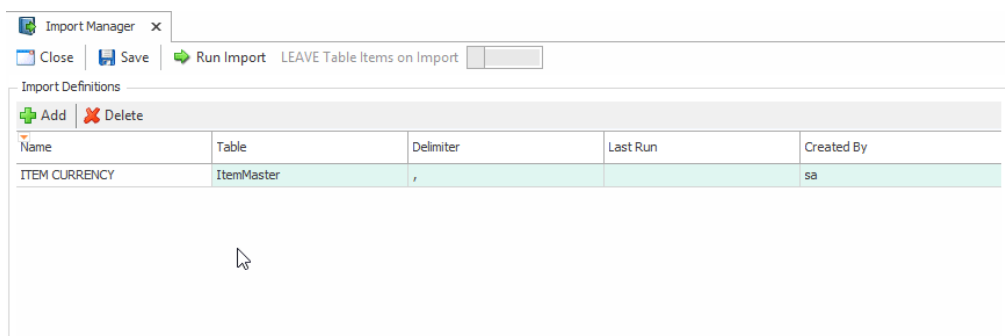 Import Manager x
Close Save Run Import LEAVE Table Items on Import
Import Definitions
Add Delete
Name Table Delimiter Last Run Created By
ITEM CURRENCY ItemMaster , sa